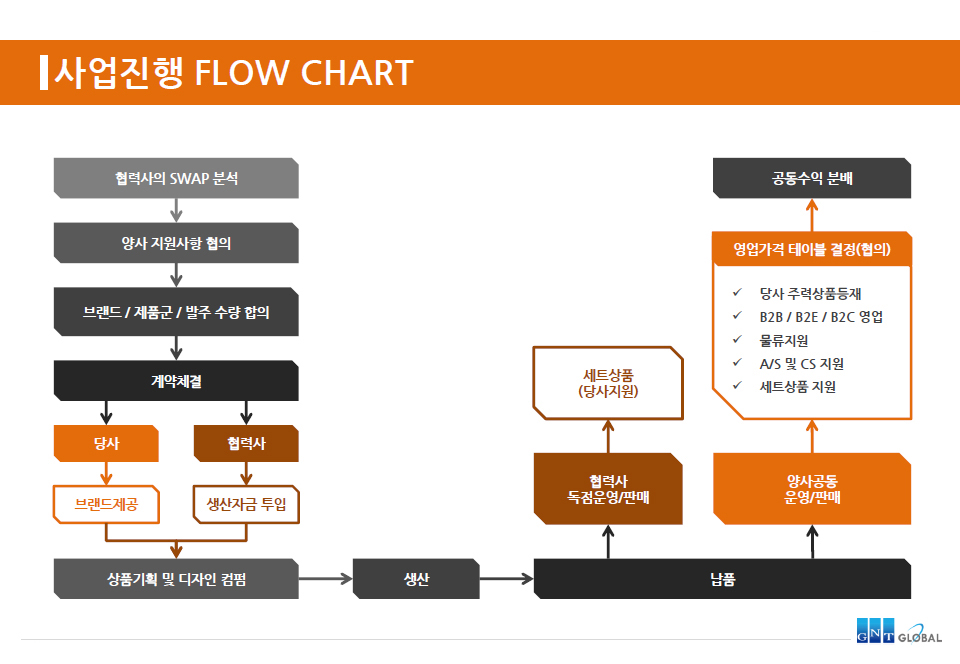 사업진행 FLOW CHART
협력사의 SWAP 분석
양사 지원사항 협의
브랜드 / 제품군 / 발주 수량 합의
계약체결
당사
협력사
브랜드제공
생산자금 투입
상품기획 및 디자인 컴펌
생산
납품
협력사
독점운영/판매
세트상품
(당사지원)
양사공동
운영/판매
영업가격 테이블 결정(협의)
당사 주력상품등재
B2B / B2E / B2C 영업
물류지원
A/S 및 CS 지원
세트상품 지원
공통수익 분배
GNT GLOBAL